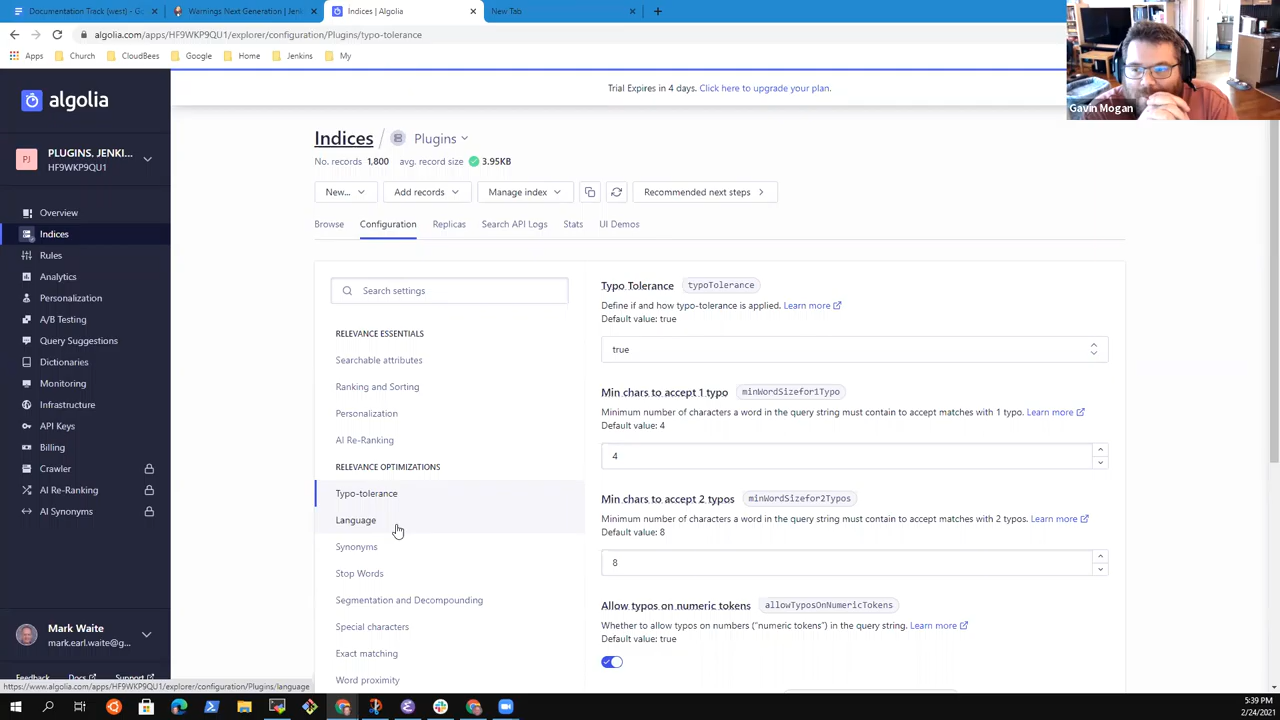 Documentation Track (D) - Go
Warnings Next Generation | Jenk
Indices | Algolia
New Tab
algolia.com/apps/HF9WKP9QU1/explorer/configuration/Plugins/typo-tolerance
Apps
Church
CloudBees
Google
Home
Jenkins
My
Gavin Mogan
algolia
Trial Expires in 4 days. Click here to upgrade your plan.
PLUGINS. JENKI...
PJ
HF9WKP9QU1
Overview
Indices
Rules
Analytics
Personalization
A/B Testing
Query Suggestions
Dictionaries
Monitoring
Infrastructure
API Keys
Billing
Crawler
AI Re-Ranking
AI Synonyms
Mark Waite
mark.earl.waite@g...
Feedback
Docs
Support
Indices / Plugins
No. records 1,800 avg. record size 3.95KB
New...
Add records
Manage index
Recommended next steps
Browse
Configuration
Replicas
Search API Logs
Stats
UI Demos
Search settings
RELEVANCE ESSENTIALS
Searchable attributes
Ranking and Sorting
Personalization
AI Re-Ranking
RELEVANCE OPTIMIZATIONS
Typo-tolerance
Language
Synonyms
Stop Words
Segmentation and Decompounding
Special characters
Exact matching
Word proximity
Typo Tolerance typoTolerance
Define if and how typo-tolerance is applied. Learn more
Default value: true
true
Min chars to accept 1 typo minWordSizefor1Typo
Minimum number of characters a word in the query string must contain to accept matches with 1 typo. Learn more
Default value: 4
4
Min chars to accept 2 typos minWordSizefor2Typos
Minimum number of characters a word in the query string must contain to accept matches with 2 typos. Learn more
Default value: 8
8
Allow typos on numeric tokens allowTyposOnNumericTokens
Whether to allow typos on numbers ("numeric tokens") in the query string. Learn more
Default value: true
https://www.algolia.com/apps/HF9WKP9QU1/explorer/configuration/Plugins/language
5:39 PM
2/24/2021